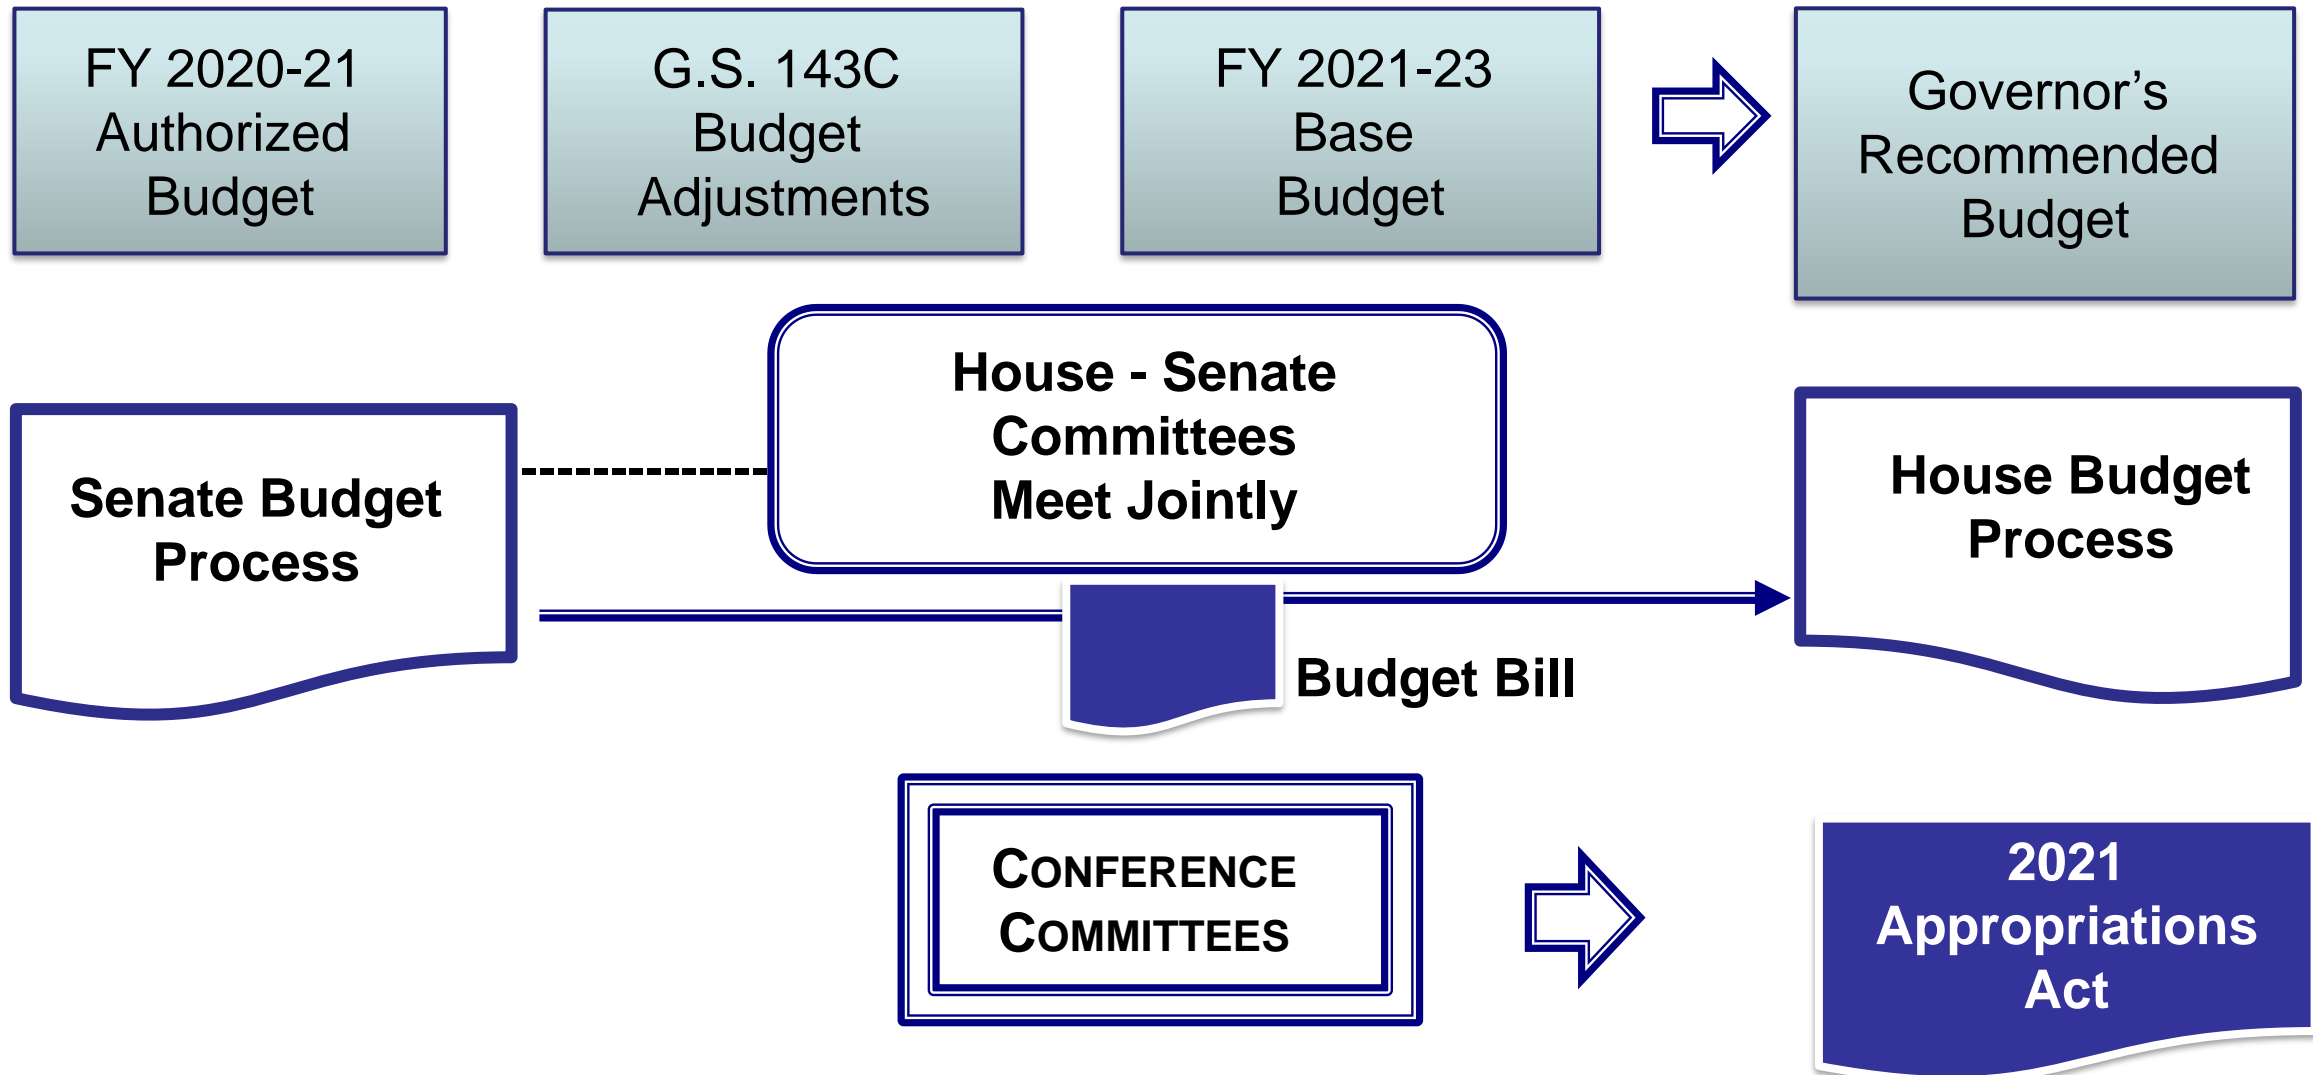 FY 2020-21
Authorized
Budget
G.S. 143C
Budget
Adjustments
FY 2021-23
Base
Budget
Governor’s
Recommended
Budget
House - Senate
Committees
Meet Jointly
Senate Budget
Process
House Budget
Process
Budget Bill
CONFERENCE
COMMITTEES
2021
Appropriations
Act